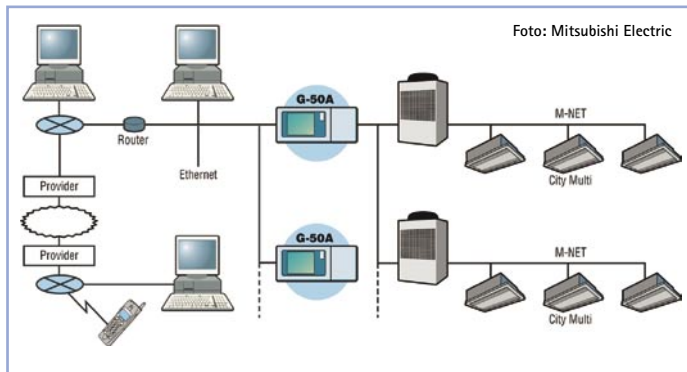 Foto: Mitsubishi Electric
G-50A
M-NET
Router
Ethernet
City Multi
Provider
Provider
G-50A
M-NET
City Multi